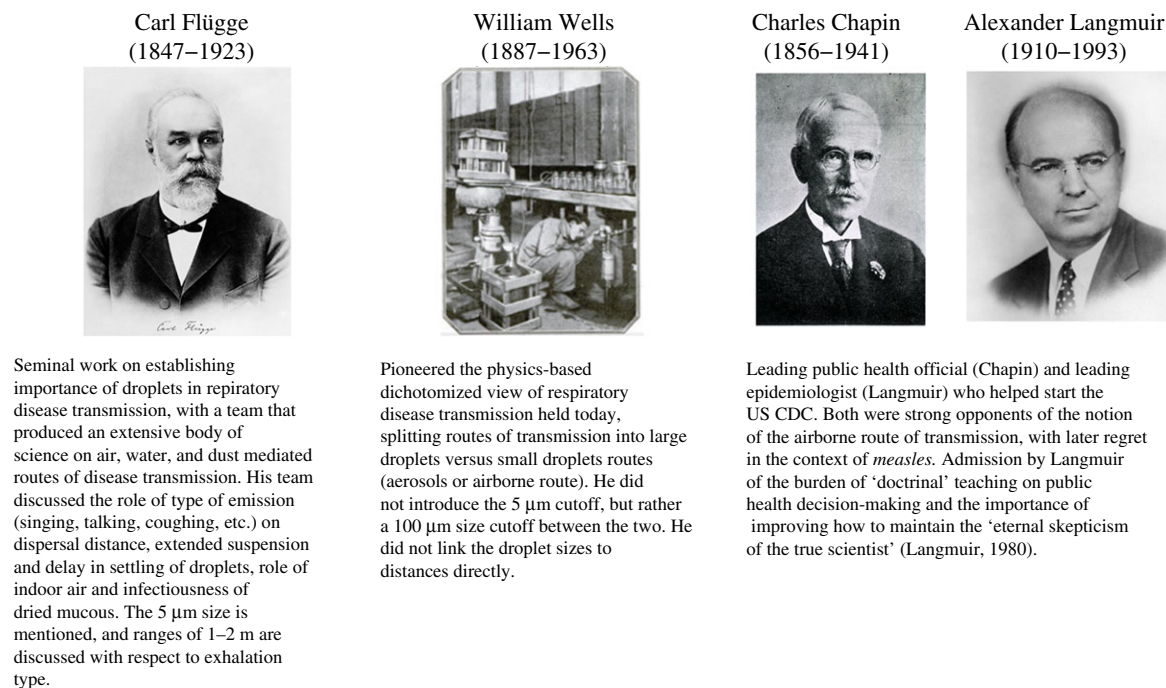 Carl Flügge
(1847–1923)
Carl Flügge
Seminal work on establishing
importance of droplets in repiratory
disease transmission, with a team that
produced an extensive body of
science on air, water, and dust mediated
routes of disease transmission. His team
discussed the role of type of emission
(singing, talking, coughing, etc.) on
dispersal distance, extended suspension
and delay in settling of droplets, role of
indoor air and infectiousness of
dried mucous. The 5 μm size is
mentioned, and ranges of 1–2 m are
discussed with respect to exhalation
type.
William Wells
(1887–1963)
Pioneered the physics-based
dichotomized view of respiratory
disease transmission held today,
splitting routes of transmission into large
droplets versus small droplets routes
(aerosols or airborne route). He did
not introduce the 5 μm cutoff, but rather
a 100 μm size cutoff between the two. He
did not link the droplet sizes to
distances directly.
Charles Chapin
(1856–1941)
Alexander Langmuir
(1910–1993)
Leading public health official (Chapin) and leading
epidemiologist (Langmuir) who helped start the
US CDC. Both were strong opponents of the notion
of the airborne route of transmission, with later regret
in the context of measles. Admission by Langmuir
of the burden of ‘doctrinal’ teaching on public
health decision-making and the importance of
improving how to maintain the ‘eternal skepticism
of the true scientist’ (Langmuir, 1980).